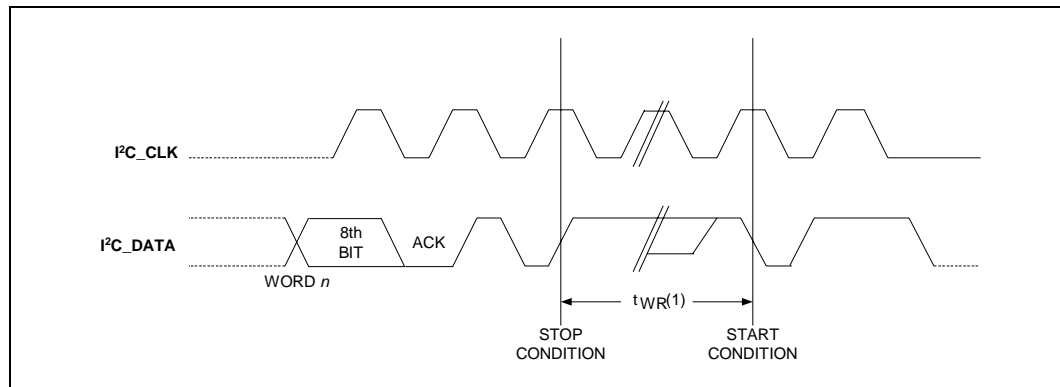 I²C_CLK
I²C_DATA
8th
BIT
ACK
WORD n
tWR(1)
STOP
CONDITION
START
CONDITION